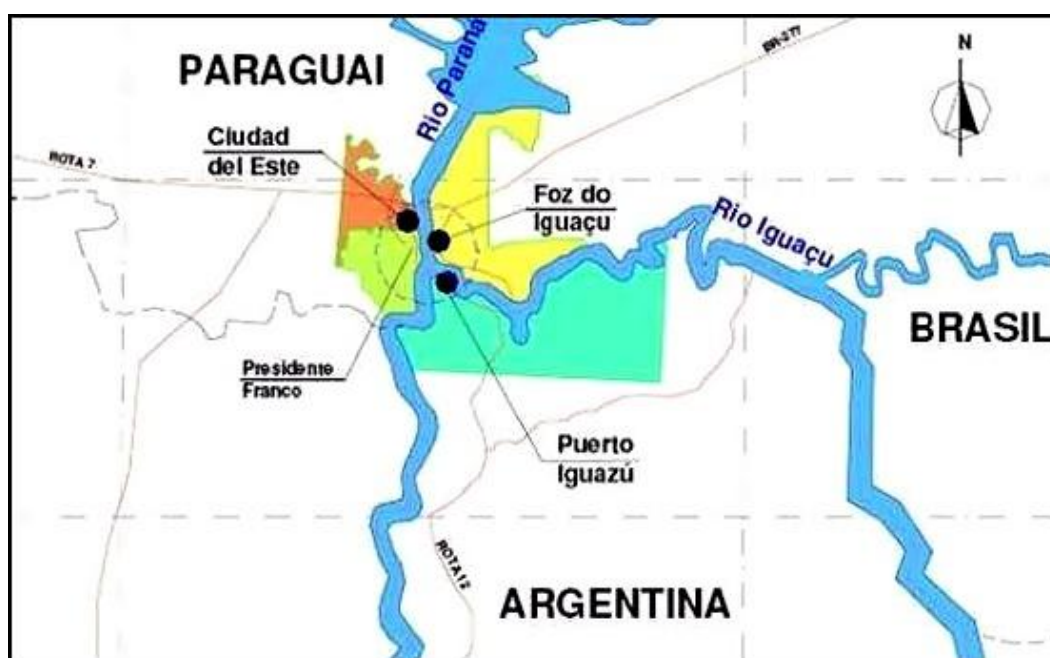 PARAGUAI
Rio Paraná
BR-277
N
Ciudad
del Este
ROTA 7
Foz do
Iguaçu
Rio Iguaçu
BRASIL
Presidente
Franco
Puerto
Iguazú
ROTA 12
ARGENTINA